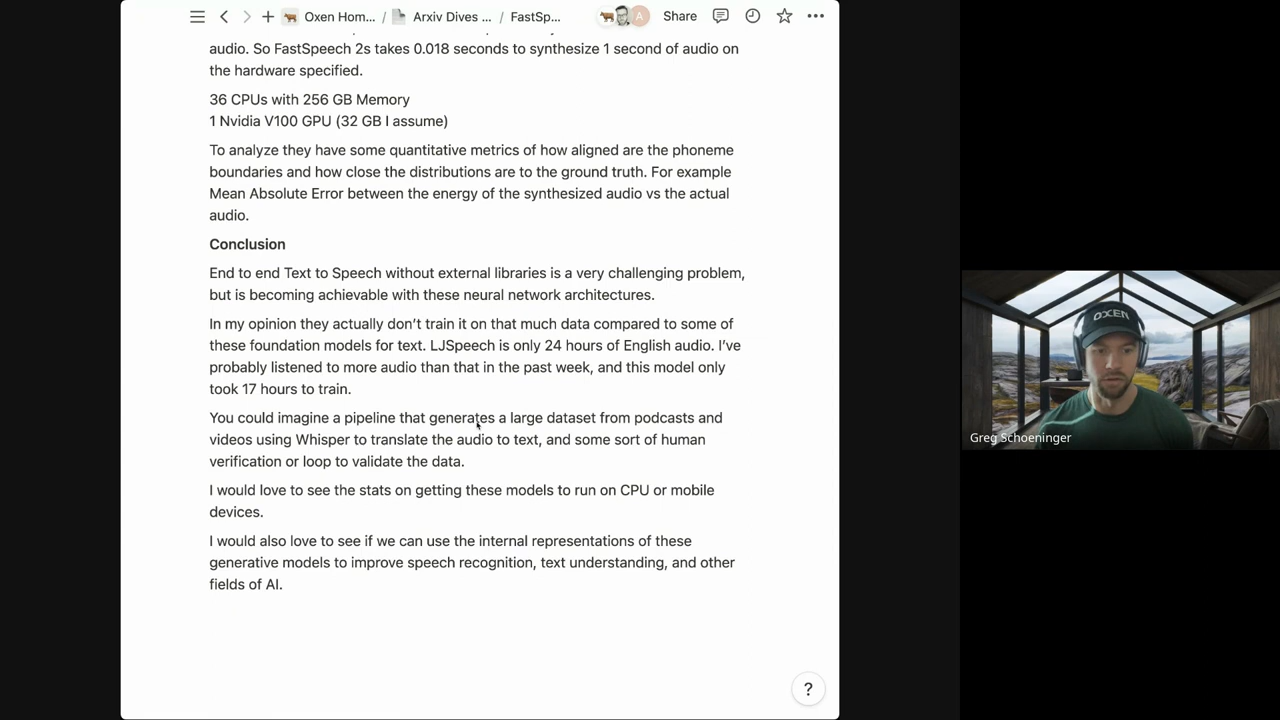 Oxen Hom... / Arxiv Dives ... / FastSp... A Share
audio. So FastSpeech 2s takes 0.018 seconds to synthesize 1 second of audio on
the hardware specified.
36 CPUs with 256 GB Memory
1 Nvidia V100 GPU (32 GB I assume)
To analyze they have some quantitative metrics of how aligned are the phoneme
boundaries and how close the distributions are to the ground truth. For example
Mean Absolute Error between the energy of the synthesized audio vs the actual
audio.
Conclusion
End to end Text to Speech without external libraries is a very challenging problem,
but is becoming achievable with these neural network architectures.
In my opinion they actually don’t train it on that much data compared to some of
these foundation models for text. LJSpeech is only 24 hours of English audio. I’ve
probably listened to more audio than that in the past week, and this model only
took 17 hours to train.
You could imagine a pipeline that generates a large dataset from podcasts and
videos using Whisper to translate the audio to text, and some sort of human
verification or loop to validate the data.
I would love to see the stats on getting these models to run on CPU or mobile
devices.
I would also love to see if we can use the internal representations of these
generative models to improve speech recognition, text understanding, and other
fields of AI.
?
OXEN
Greg Schoeninger